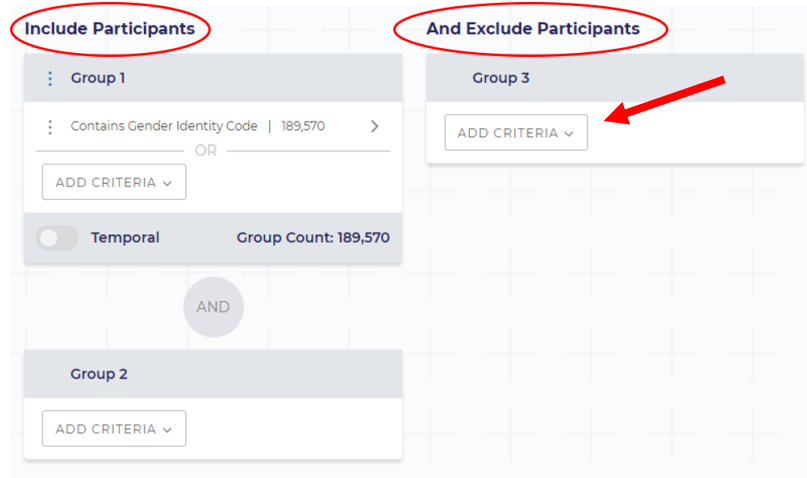 Include Participants
Group 1
Contains Gender Identity Code | 189,570
OR
ADD CRITERIA
Temporal
Group Count: 189,570
AND
Group 2
ADD CRITERIA
And Exclude Participants
Group 3
ADD CRITERIA